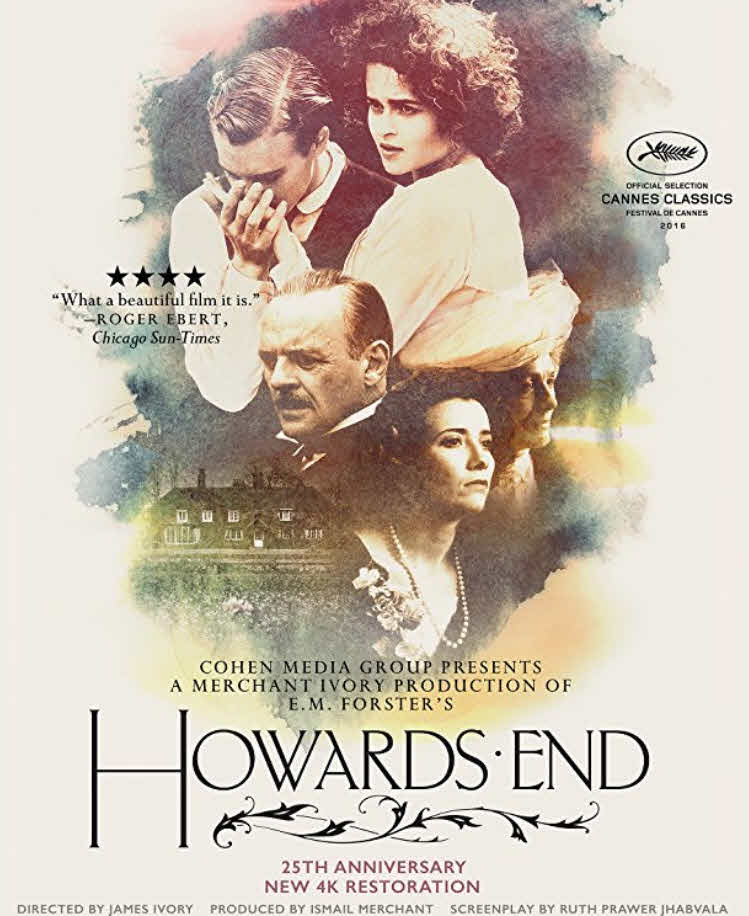 OFFICIAL SELECTION
CANNES CLASSICS
FESTIVAL DE CANNES
2016
★★★★
“What a beautiful film it is.”
—ROGER EBERT,
Chicago Sun-Times
COHEN MEDIA GROUP PRESENTS
A MERCHANT IVORY PRODUCTION OF
E.M. FORSTER'S
HOWARDS·END
25TH ANNIVERSARY
NEW 4K RESTORATION
DIRECTED BY JAMES IVORY PRODUCED BY ISMAIL MERCHANT SCREENPLAY BY RUTH PRAWER JHABVALA